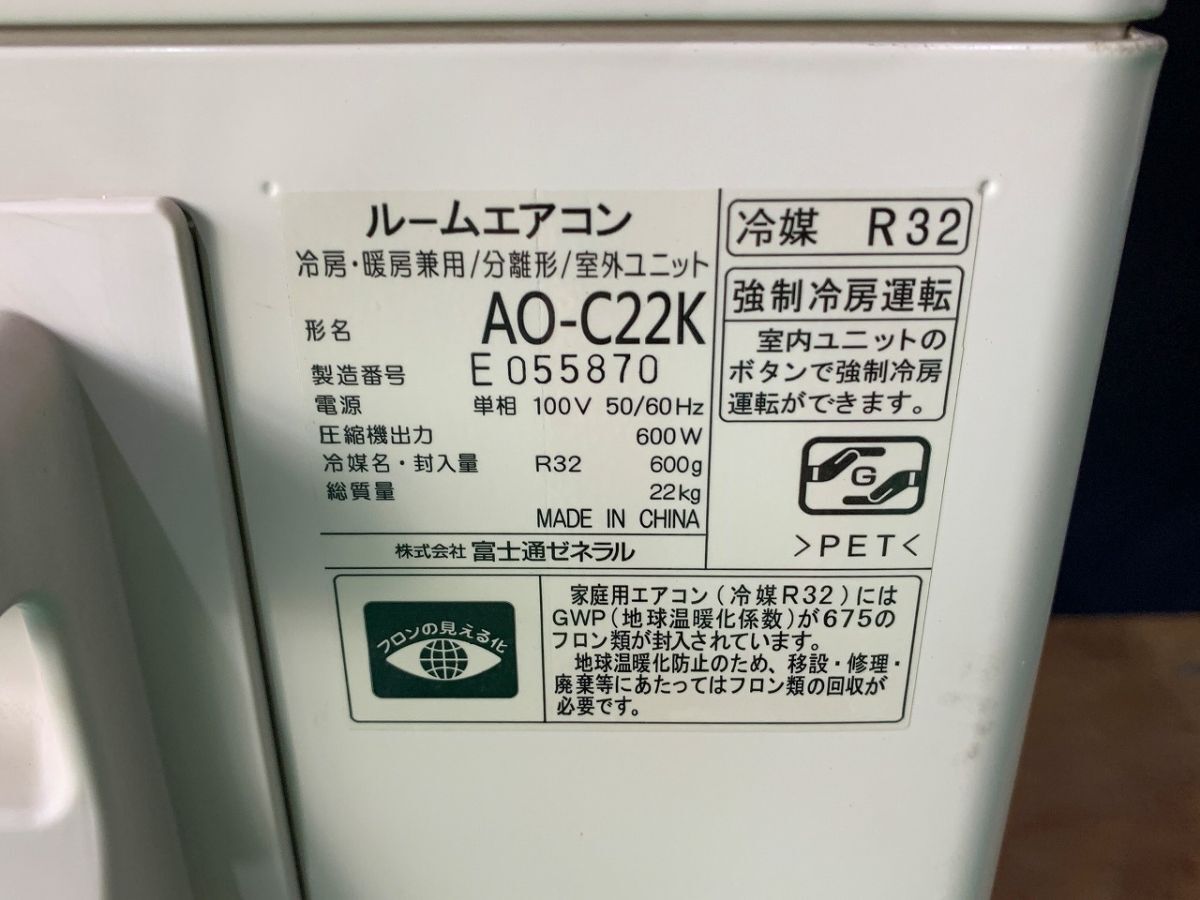 ルームエアコン
冷房・暖房兼用/分離形/室外ユニット
形名 AO-C22K
製造番号 E 055870
電源 単相 100V 50/60Hz
圧縮機出力 600W
冷媒名・封入量 R32 600g
総質量 22kg
MADE IN CHINA
株式会社 富士通ゼネラル
冷媒 R32
強制冷房運転
室内ユニットの
ボタンで強制冷房
運転ができます。
G
>PET<
フロンの見える化
家庭用エアコン(冷媒R32)には
GWP(地球温暖化係数)が675の
フロン類が封入されています。
地球温暖化防止のため、移設・修理・
廃棄等にあたってはフロン類の回収が
必要です。